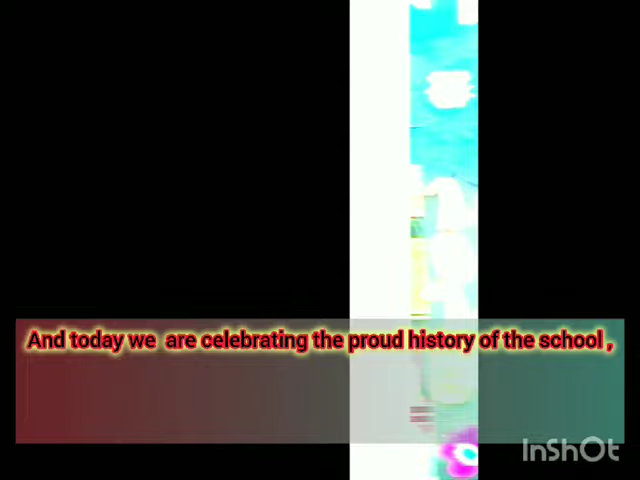 And today we are celebrating the proud history of the school ,
InShOt